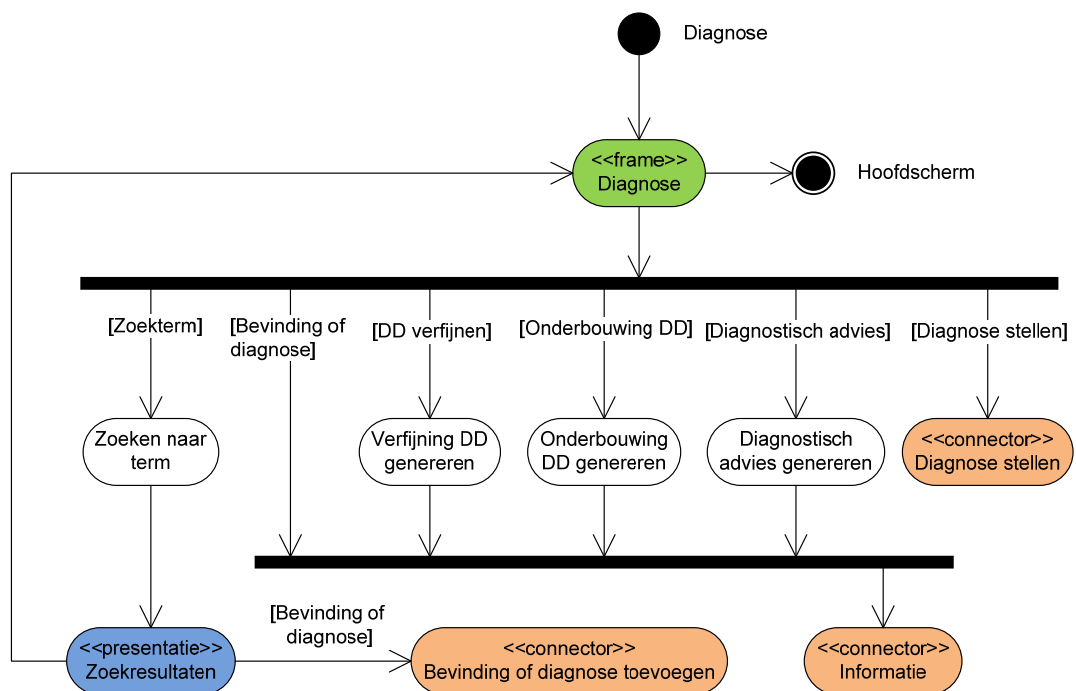 Diagnose
<<frame>>
Diagnose
Hoofdscherm
[Zoekterm]
[Bevinding of
diagnose]
[DD verfijnen]
[Onderbouwing DD]
[Diagnostisch advies]
[Diagnose stellen]
Zoeken naar
term
Verfijning DD
genereren
Onderbouwing
DD genereren
Diagnostisch
advies genereren
<<connector>>
Diagnose stellen
<<presentatie>>
Zoekresultaten
[Bevinding of
diagnose]
<<connector>>
Bevinding of diagnose toevoegen
<<connector>>
Informatie